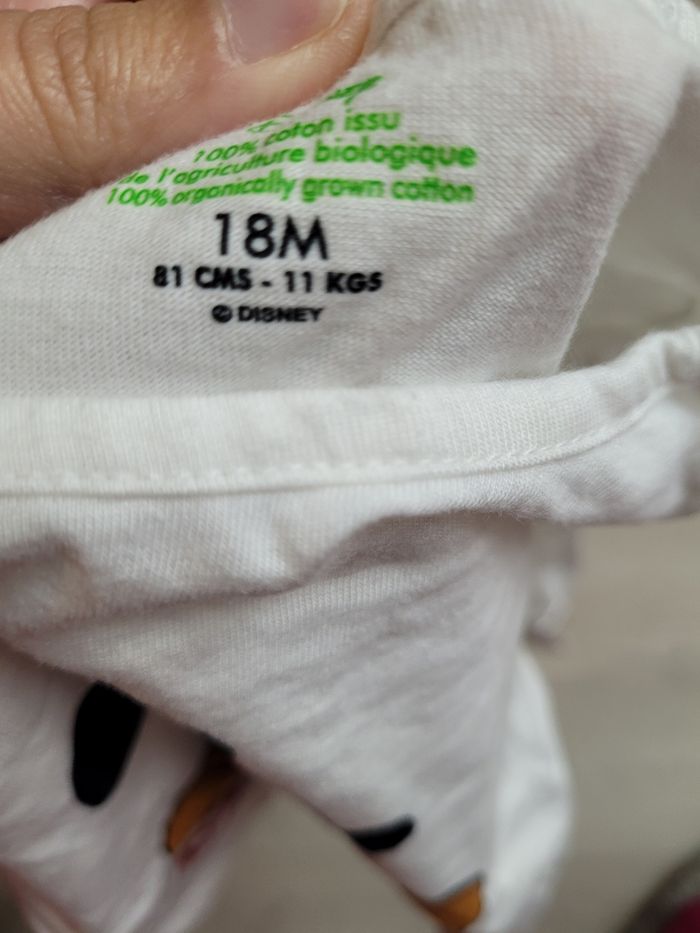 100% coton issu
de l'agriculture biologique
100% organically grown cotton
18M
81 CMS - 11 KGS
© DISNEY